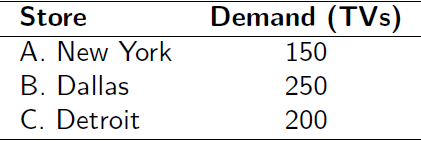 Store Demand (TVs)
A. New York 150
B. Dallas 250
C. Detroit 200